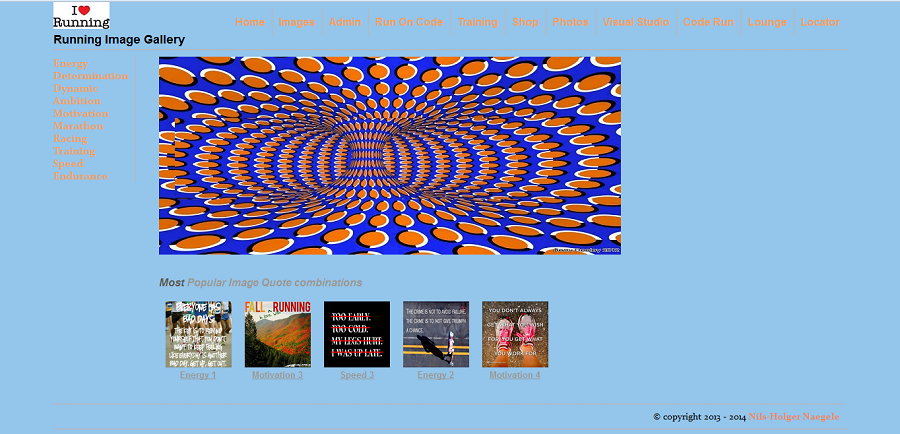 I
Running
Home Images Admin Run On Code Training Shop Photos Visual Studio Code Run Lounge Locator
Running Image Gallery
Energy
Determination
Dynamic
Ambition
Motivation
Marathon
Racing
Training
Speed
Endurance
Most Popular Image Quote combinations
EVERYONE HAS
BAD DAYS.
FALL RUNNING
TOO EARLY.
TOO COLD.
MY LEGS HURT.
I WAS UP LATE.
THE CRIME IS NOT TO AVOID FAILURE.
THE CRIME IS TO NOT GIVE TRIUMPH
A CHANCE.
YOU DON'T ALWAYS
GET WHAT YOU WISH
FOR, YOU GET WHAT
YOU WORK FOR
Energy 1
Motivation 3
Speed 3
Energy 2
Motivation 4
© copyright 2013 - 2014 Nils-Holger Naegele